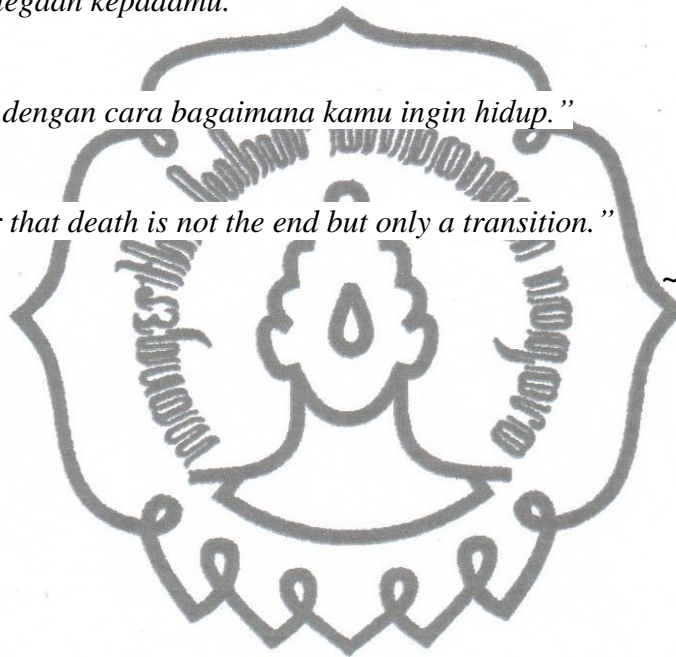 egaan kepadamu.
dengan cara bagaimana kamu ingin hidup.”
r that death is not the end but only a transition.”
~